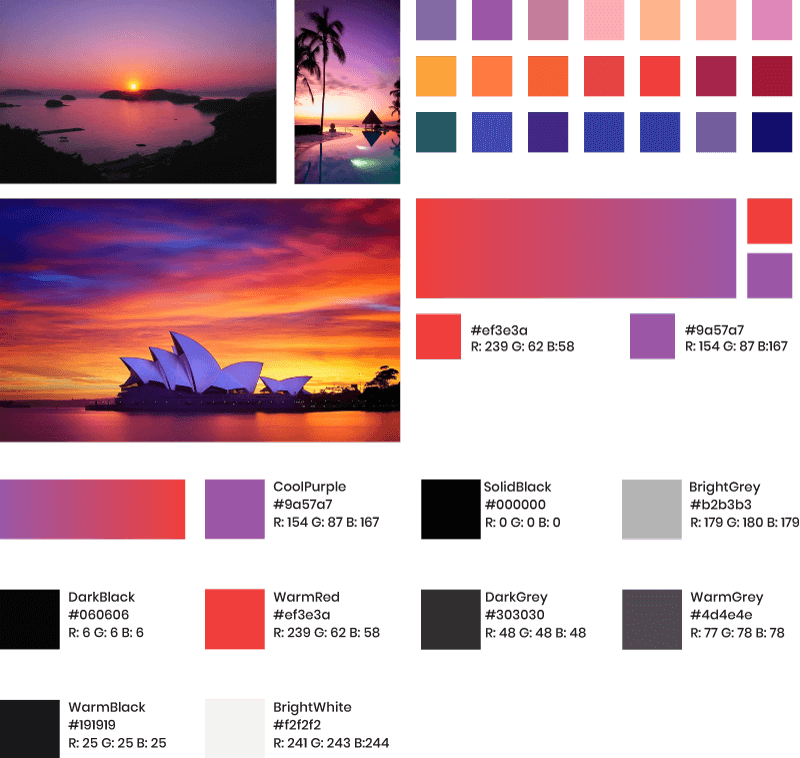 #ef3e3a
R: 239 G: 62 B:58
#9a57a7
R: 154 G: 87 B:167
CoolPurple
#9a57a7
R: 154 G: 87 B: 167
SolidBlack
#000000
R: 0 G: 0 B: 0
BrightGrey
#b2b3b3
R: 179 G: 180 B: 179
DarkBlack
#060606
R: 6 G: 6 B: 6
WarmRed
#ef3e3a
R: 239 G: 62 B: 58
DarkGrey
#303030
R: 48 G: 48 B: 48
WarmGrey
#4d4e4e
R: 77 G: 78 B: 78
WarmBlack
#191919
R: 25 G: 25 B: 25
BrightWhite
#f2f2f2
R: 241 G: 243 B:244